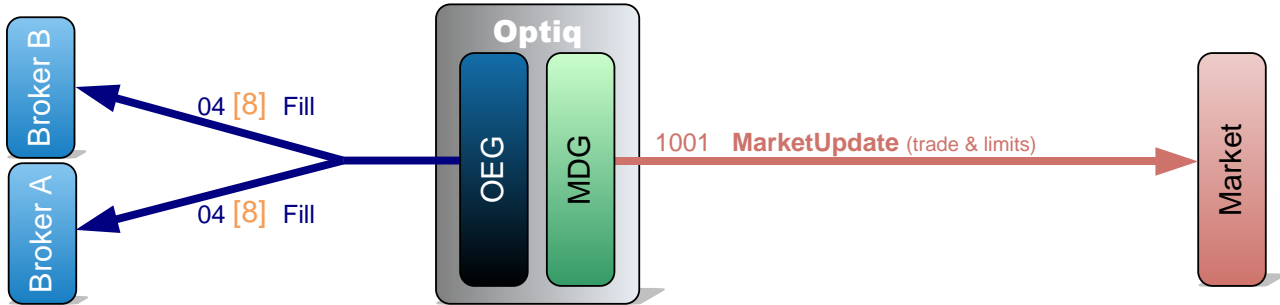 Optiq
Broker B
04 [8] Fill
OEG
MDG
1001 MarketUpdate (trade & limits)
Market
Broker A
04 [8] Fill